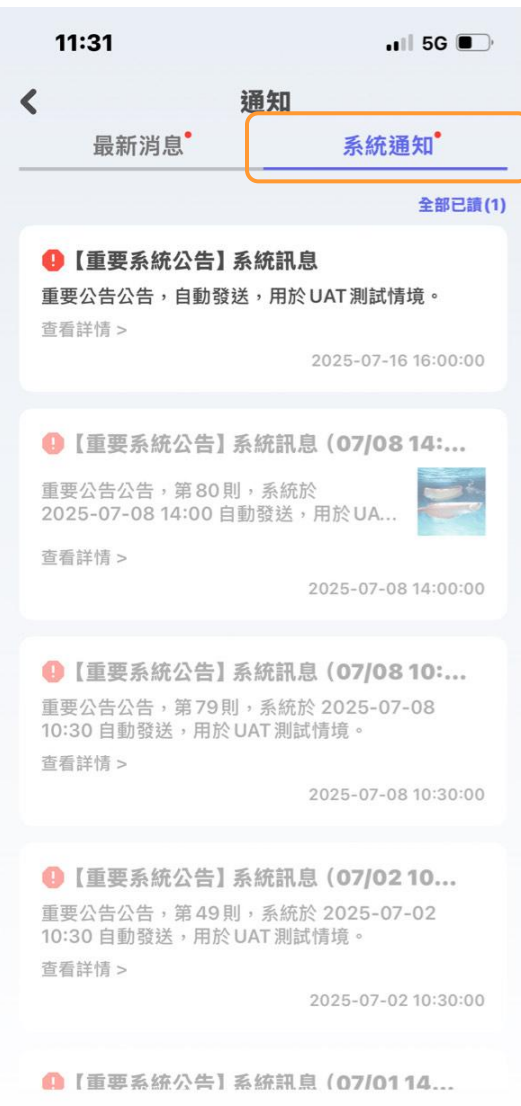 11:31
5G
通知
最新消息
系統通知
全部已讀(1)
【重要系統公告】系統訊息
重要公告公告，自動發送，用於UAT測試情境。
查看詳情 >
2025-07-16 16:00:00
【重要系統公告】系統訊息（07/08 14:...
重要公告公告，第80則，系統於
2025-07-08 14:00 自動發送，用於UA...
查看詳情 >
2025-07-08 14:00:00
【重要系統公告】系統訊息（07/08 10:...
重要公告公告，第79則，系統於 2025-07-08
10:30 自動發送，用於UAT測試情境。
查看詳情 >
2025-07-08 10:30:00
【重要系統公告】系統訊息（07/02 10...
重要公告公告，第49則，系統於 2025-07-02
10:30 自動發送，用於UAT測試情境。
查看詳情 >
2025-07-02 10:30:00
【重要系統公告】系統訊息（07/01 14...